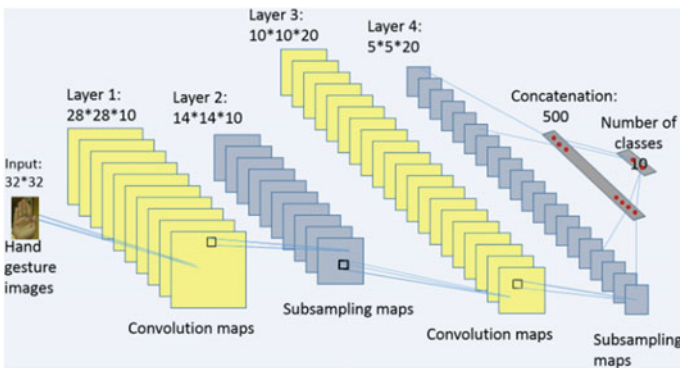 Layer 3:
10*10*20
Layer 4:
5*5*20
Layer 1:
28*28*10
Layer 2:
14*14*10
Concatenation:
500
Number of
classes
10
Input:
32*32
Hand
gesture
images
Convolution maps
Subsampling maps
Convolution maps
Subsampling
maps